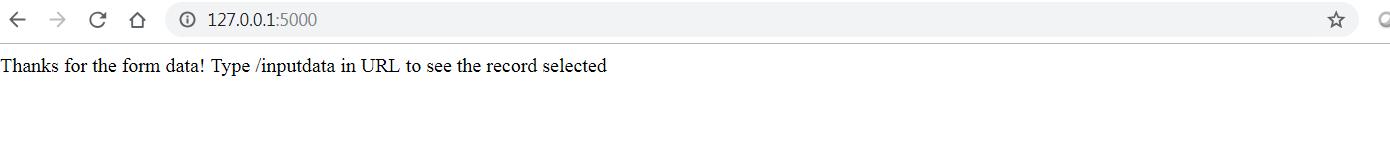 127.0.0.1:5000
Thanks for the form data! Type /inputdata in URL to see the record selected